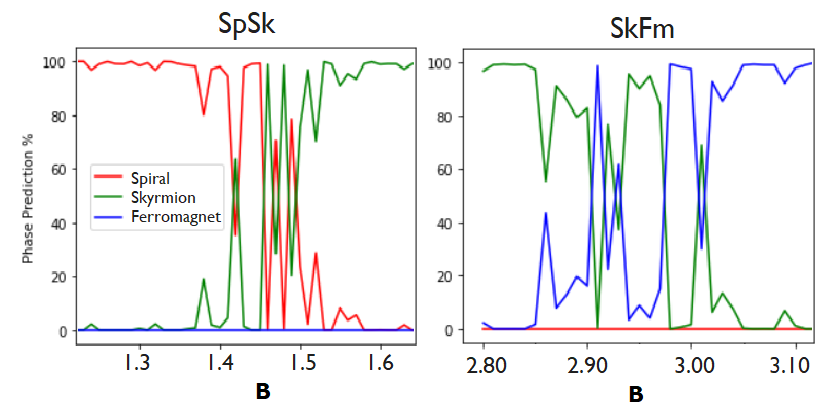 SpSk
SkFm
Phase Prediction %
100
80
60
40
20
0
Spiral
Skyrmion
Ferromagnet
1.3
1.4
1.5
1.6
B
100
80
60
40
20
0
2.80
2.90
3.00
3.10
B